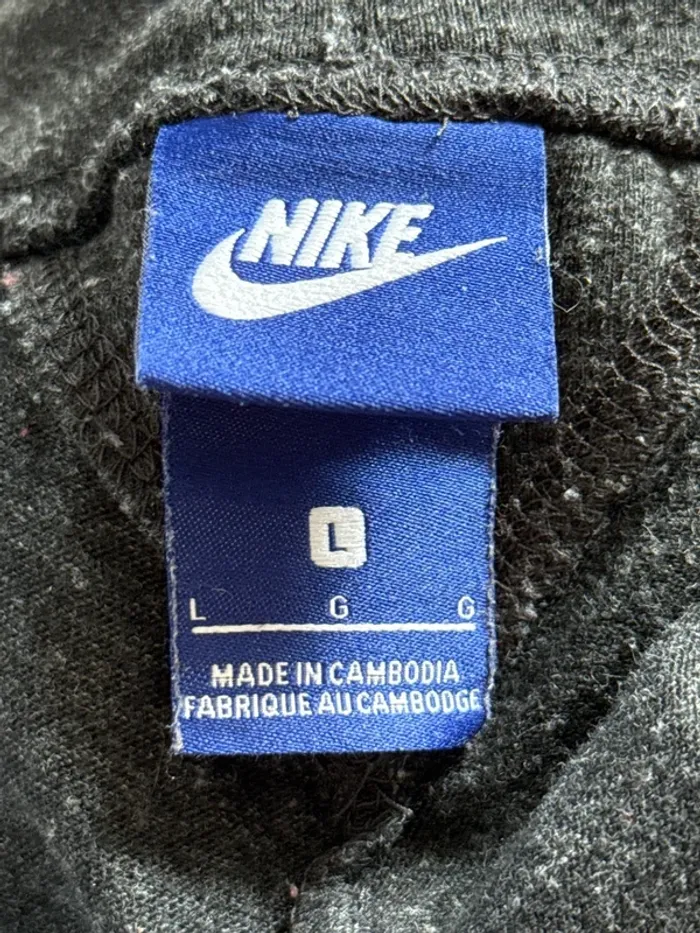 NIKE
L
L G G
MADE IN CAMBODIA
FABRIQUE AU CAMBODGE